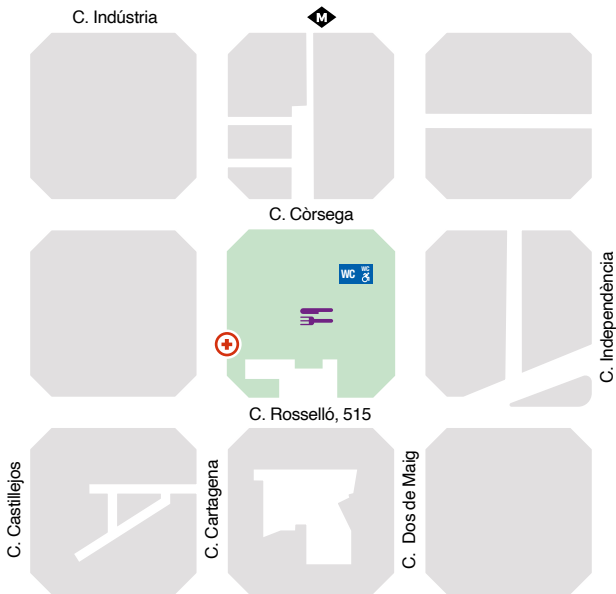 C. Indústria
M
C. Còrsega
WC WC
C. Independència
C. Rosselló, 515
C. Castillejos
C. Cartagena
C. Dos de Maig